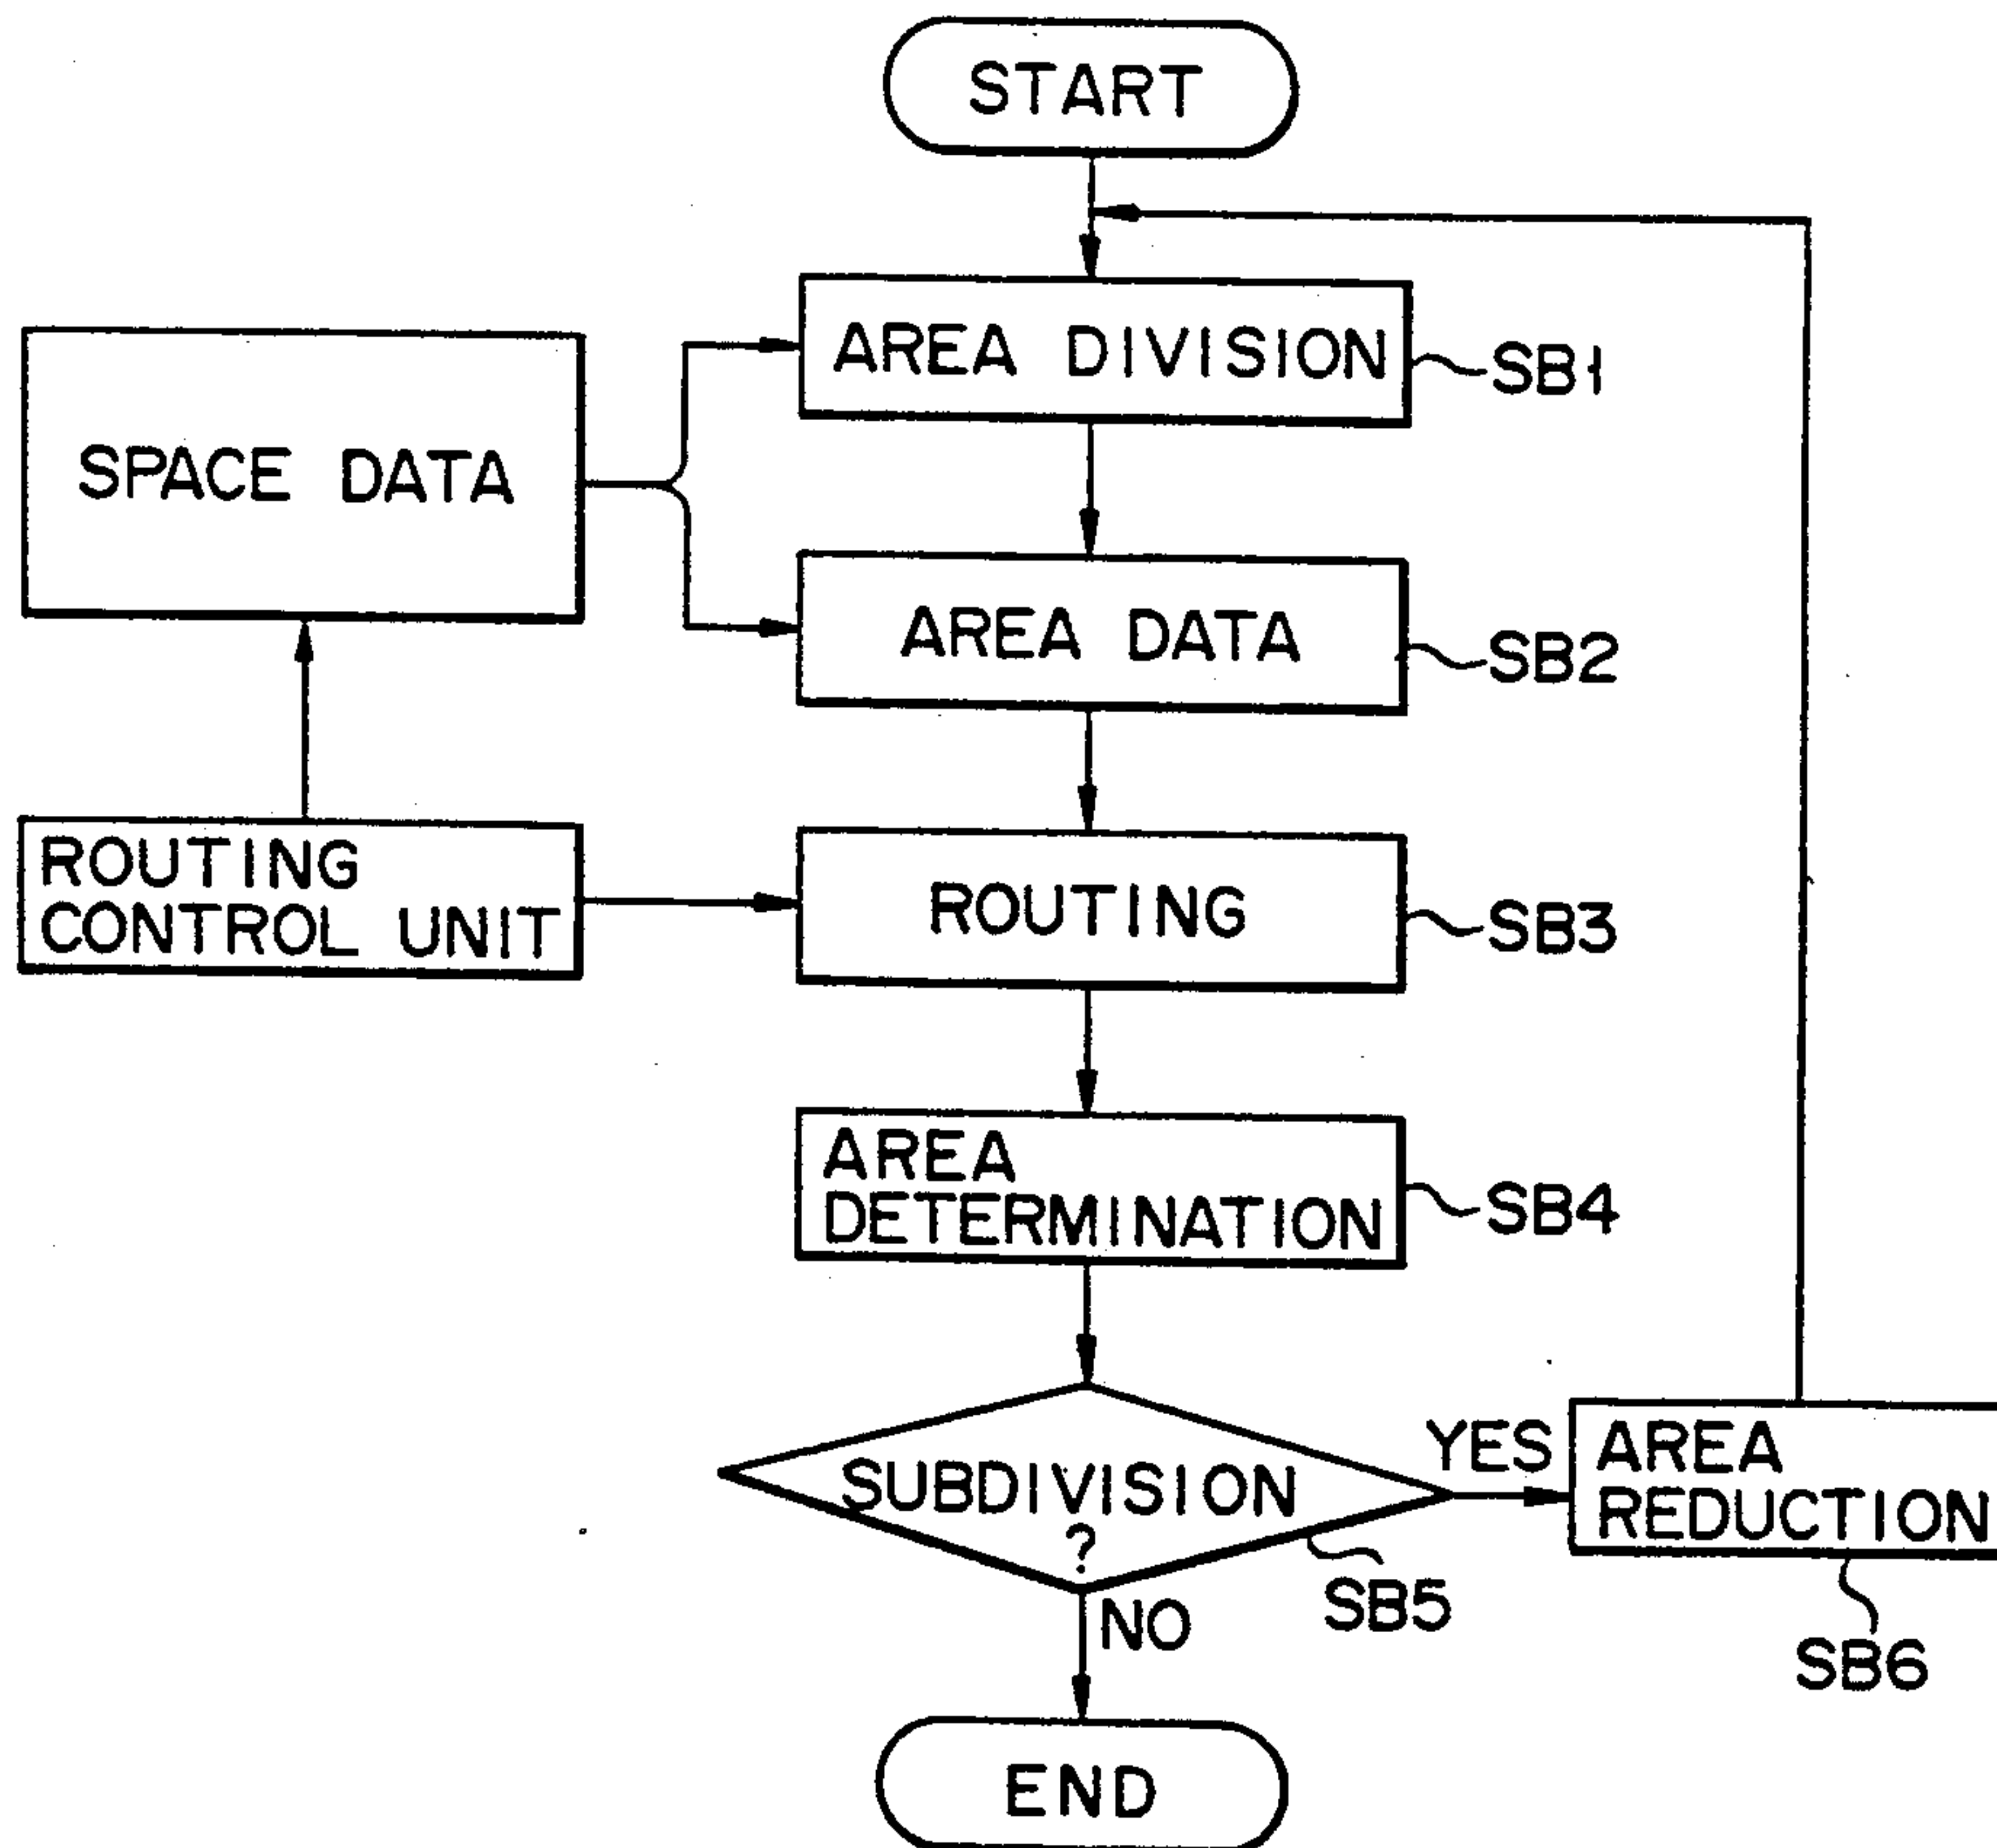 START
AREA DIVISION
SB1
SPACE DATA
AREA DATA
SB2
ROUTING
CONTROL UNIT
ROUTING
SB3
AREA
DETERMINATION
SB4
SUBDIVISION
?
SB5
YES
AREA
REDUCTION
SB6
NO
END